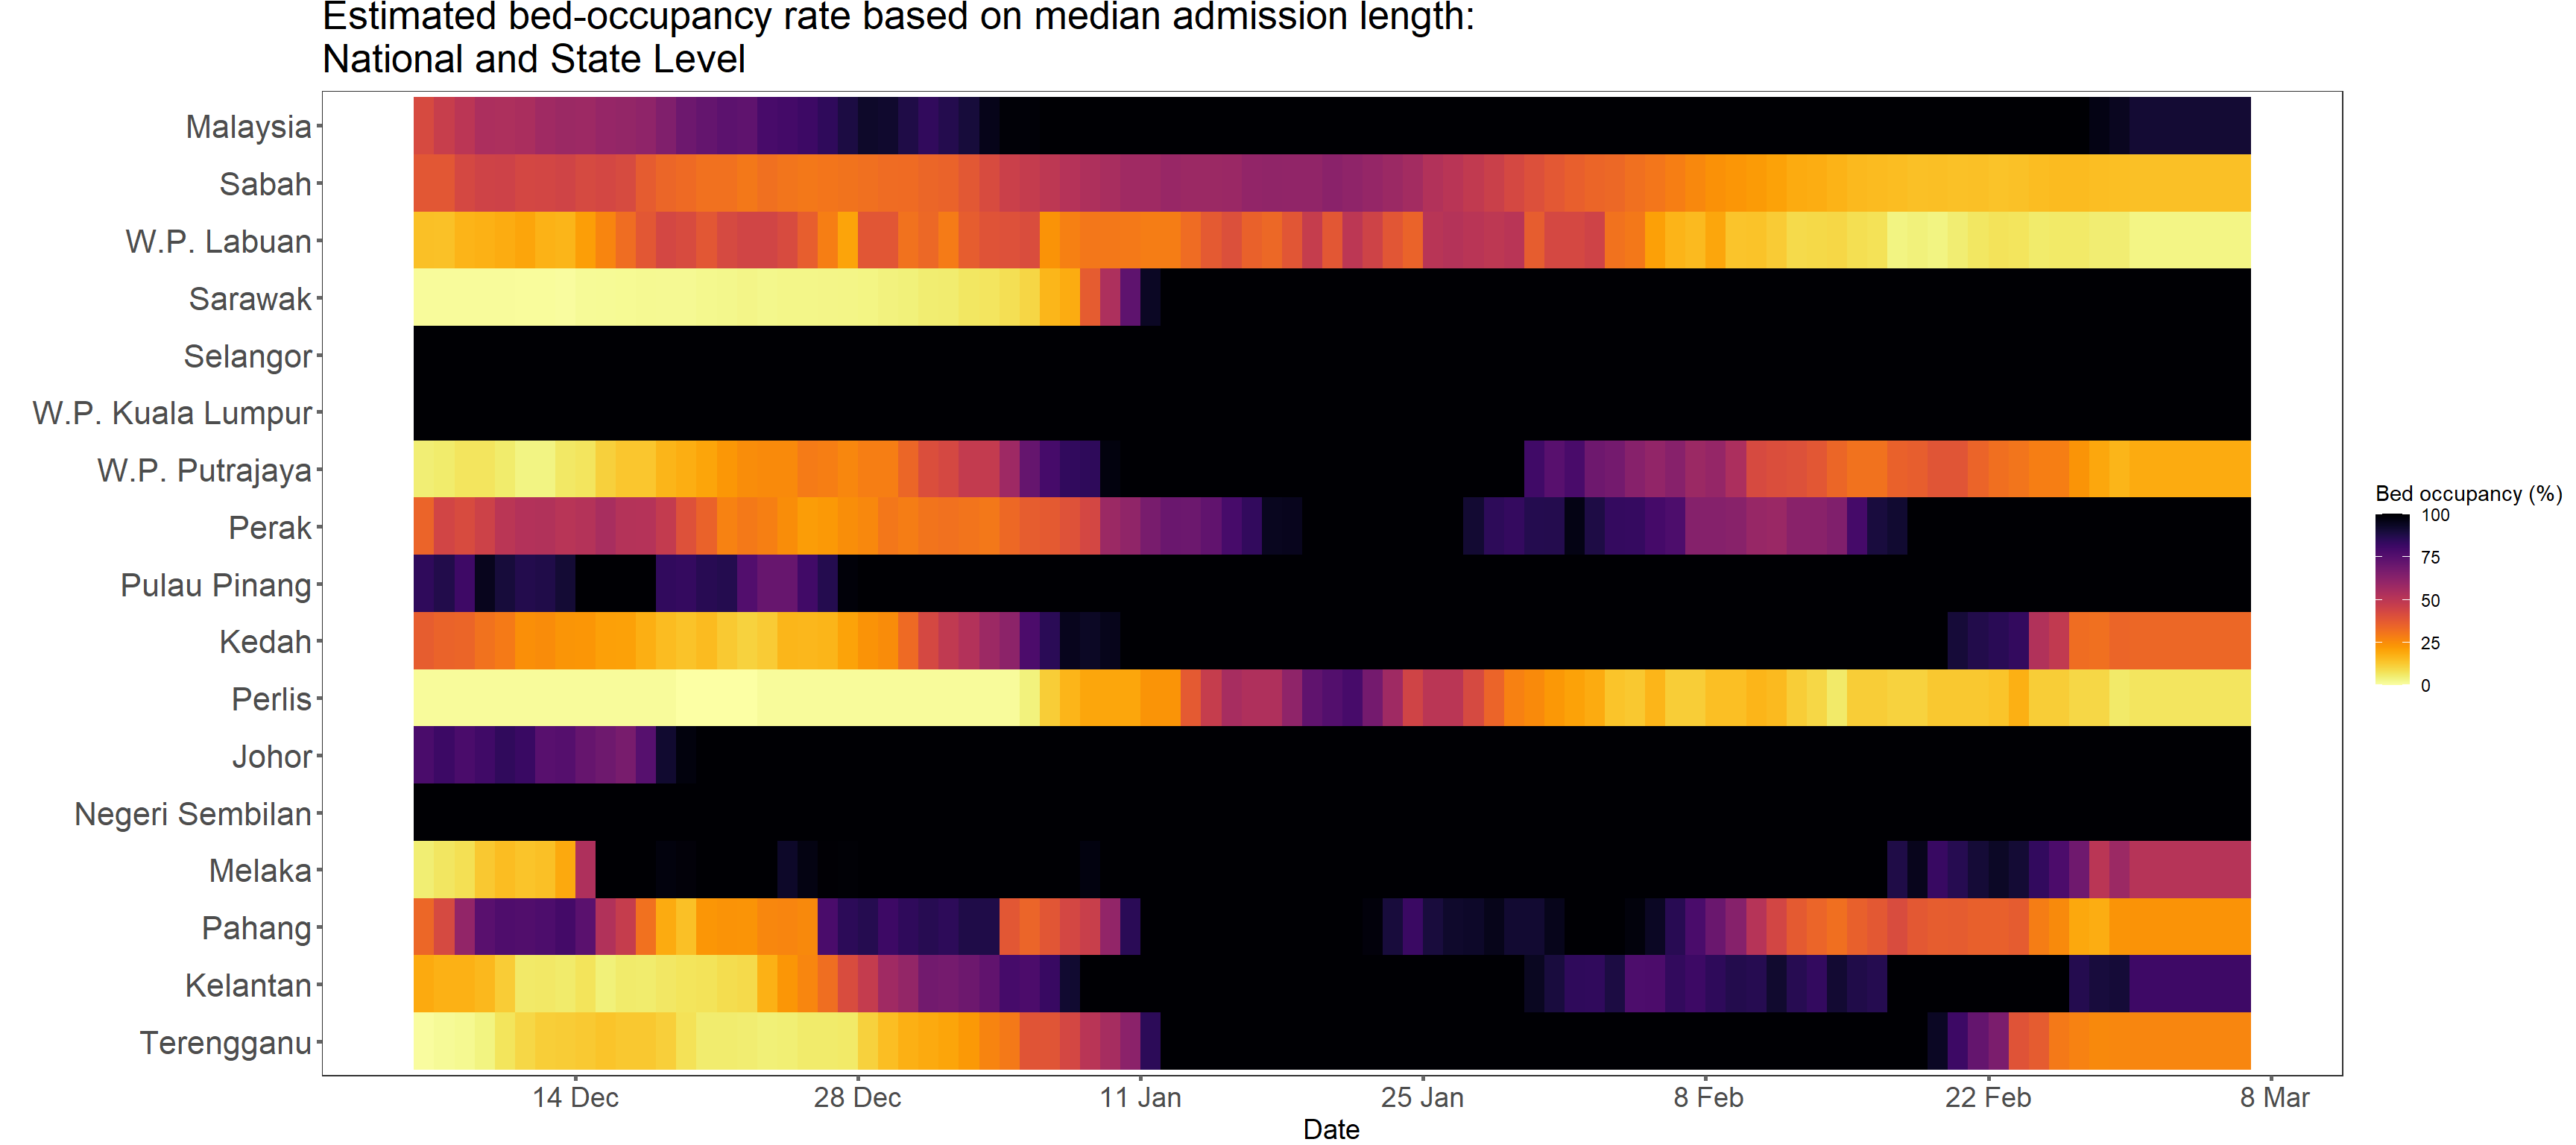 Estimated bed-occupancy rate based on median admission length:
National and State Level
Malaysia
Sabah
W.P. Labuan
Sarawak
Selangor
W.P. Kuala Lumpur
W.P. Putrajaya
Perak
Pulau Pinang
Kedah
Perlis
Johor
Negeri Sembilan
Melaka
Pahang
Kelantan
Terengganu
14 Dec
28 Dec
11 Jan
25 Jan
8 Feb
22 Feb
8 Mar
Date
Bed occupancy (%)
100
75
50
25
0